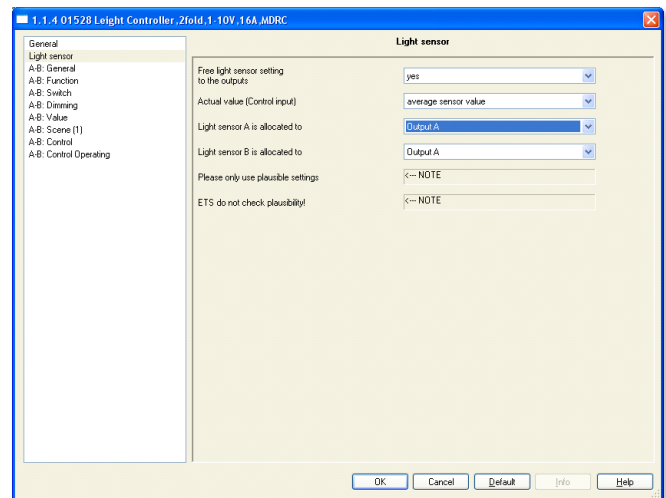 1.1.4 01528 Leight Controller ,2fold,1-10V,16A,MDRC
General
Light sensor
A-B: General
A-B: Function
A-B: Switch
A-B: Dimming
A-B: Value
A-B: Scene (1)
A-B: Control
A-B: Control Operating
Light sensor
Free light sensor setting
to the outputs
yes
Actual value (Control input)
average sensor value
Light sensor A is allocated to
Output A
Light sensor B is allocated to
Output A
Please only use plausible settings
<--- NOTE
ETS do not check plausibility!
<--- NOTE
OK
Cancel
Default
Info
Help